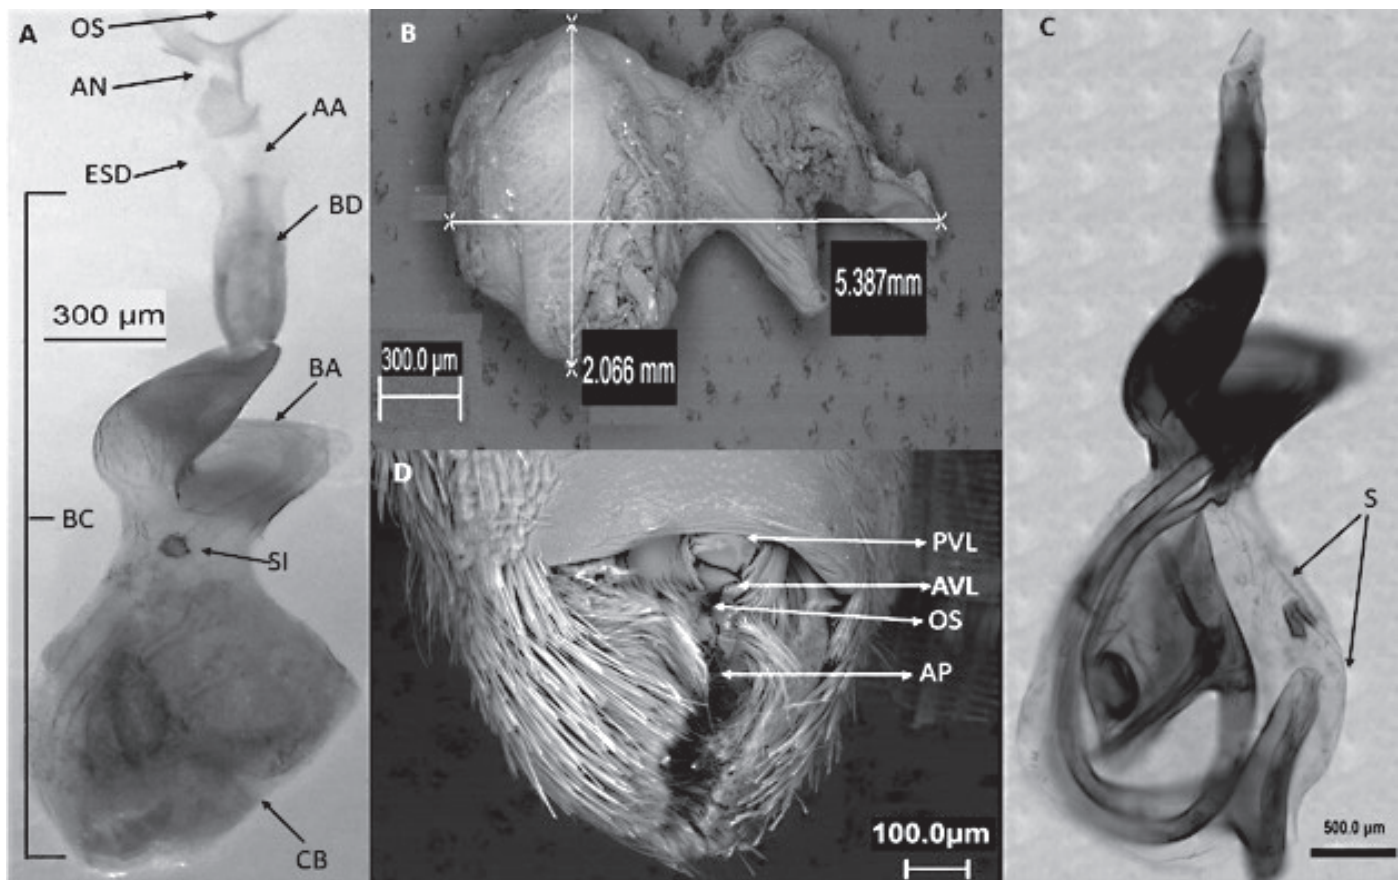 A
OS
AN
AA
ESD
BD
300 µm
BA
BC
SI
CB
B
5.387mm
2.066 mm
300.0 µm
D
PVL
AVL
OS
AP
100.0µm
C
S
500.0 µm